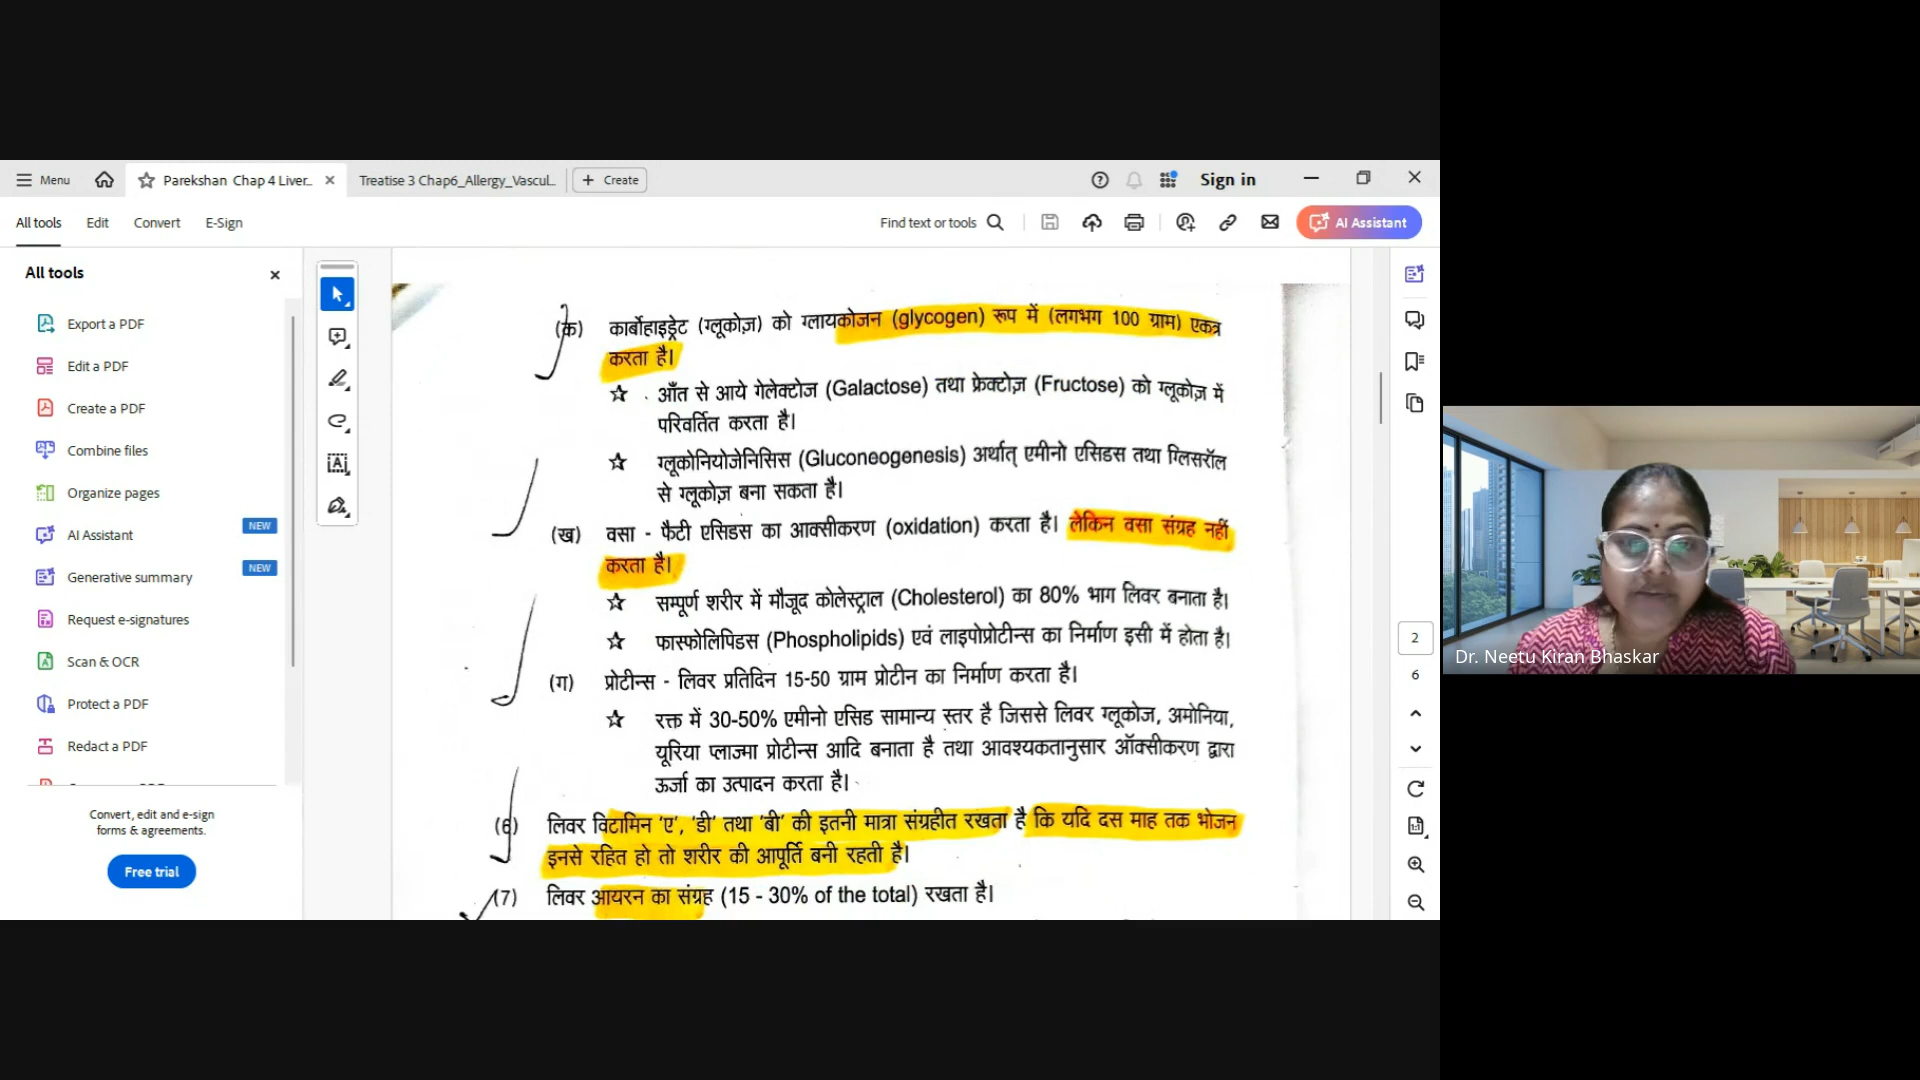 Menu
Parekshan Chap 4 Liver...
Treatise 3 Chap6_Allergy_Vascul...
Create
Sign in
All tools
Edit
Convert
E-Sign
Find text or tools
AI Assistant
All tools
Export a PDF
Edit a PDF
Create a PDF
Combine files
Organize pages
AI Assistant
NEW
Generative summary
NEW
Request e-signatures
Scan & OCR
Protect a PDF
Redact a PDF
Convert, edit and e-sign
forms & agreements.
Free trial
(क) कार्बोहाइड्रेट (ग्लूकोज़) को ग्लायकोजन (glycogen) रूप में (लगभग 100 ग्राम) एकत्र
करता है।
☆ आँत से आये गेलेक्टोज (Galactose) तथा फ्रेक्टोज़ (Fructose) को ग्लूकोज़ में
परिवर्तित करता है।
☆ ग्लूकोनियोजेनिसिस (Gluconeogenesis) अर्थात् एमीनो एसिडस तथा ग्लिसरॉल
से ग्लूकोज़ बना सकता है।
(ख) वसा - फैटी एसिडस का आक्सीकरण (oxidation) करता है। लेकिन वसा संग्रह नहीं
करता है।
☆ सम्पूर्ण शरीर में मौजूद कोलेस्ट्राल (Cholesterol) का 80% भाग लिवर बनाता है।
☆ फास्फोलिपिडस (Phospholipids) एवं लाइपोप्रोटीन्स का निर्माण इसी में होता है।
(ग) प्रोटीन्स - लिवर प्रतिदिन 15-50 ग्राम प्रोटीन का निर्माण करता है।
☆ रक्त में 30-50% एमीनो एसिड सामान्य स्तर है जिससे लिवर ग्लूकोज, अमोनिया,
यूरिया प्लाज्मा प्रोटीन्स आदि बनाता है तथा आवश्यकतानुसार ऑक्सीकरण द्वारा
ऊर्जा का उत्पादन करता है।
(6) लिवर विटामिन 'ए', 'डी' तथा 'बी' की इतनी मात्रा संग्रहीत रखता है कि यदि दस माह तक भोजन
इनसे रहित हो तो शरीर की आपूर्ति बनी रहती है।
(7) लिवर आयरन का संग्रह (15 - 30% of the total) रखता है।
2
6
Dr. Neetu Kiran Bhaskar